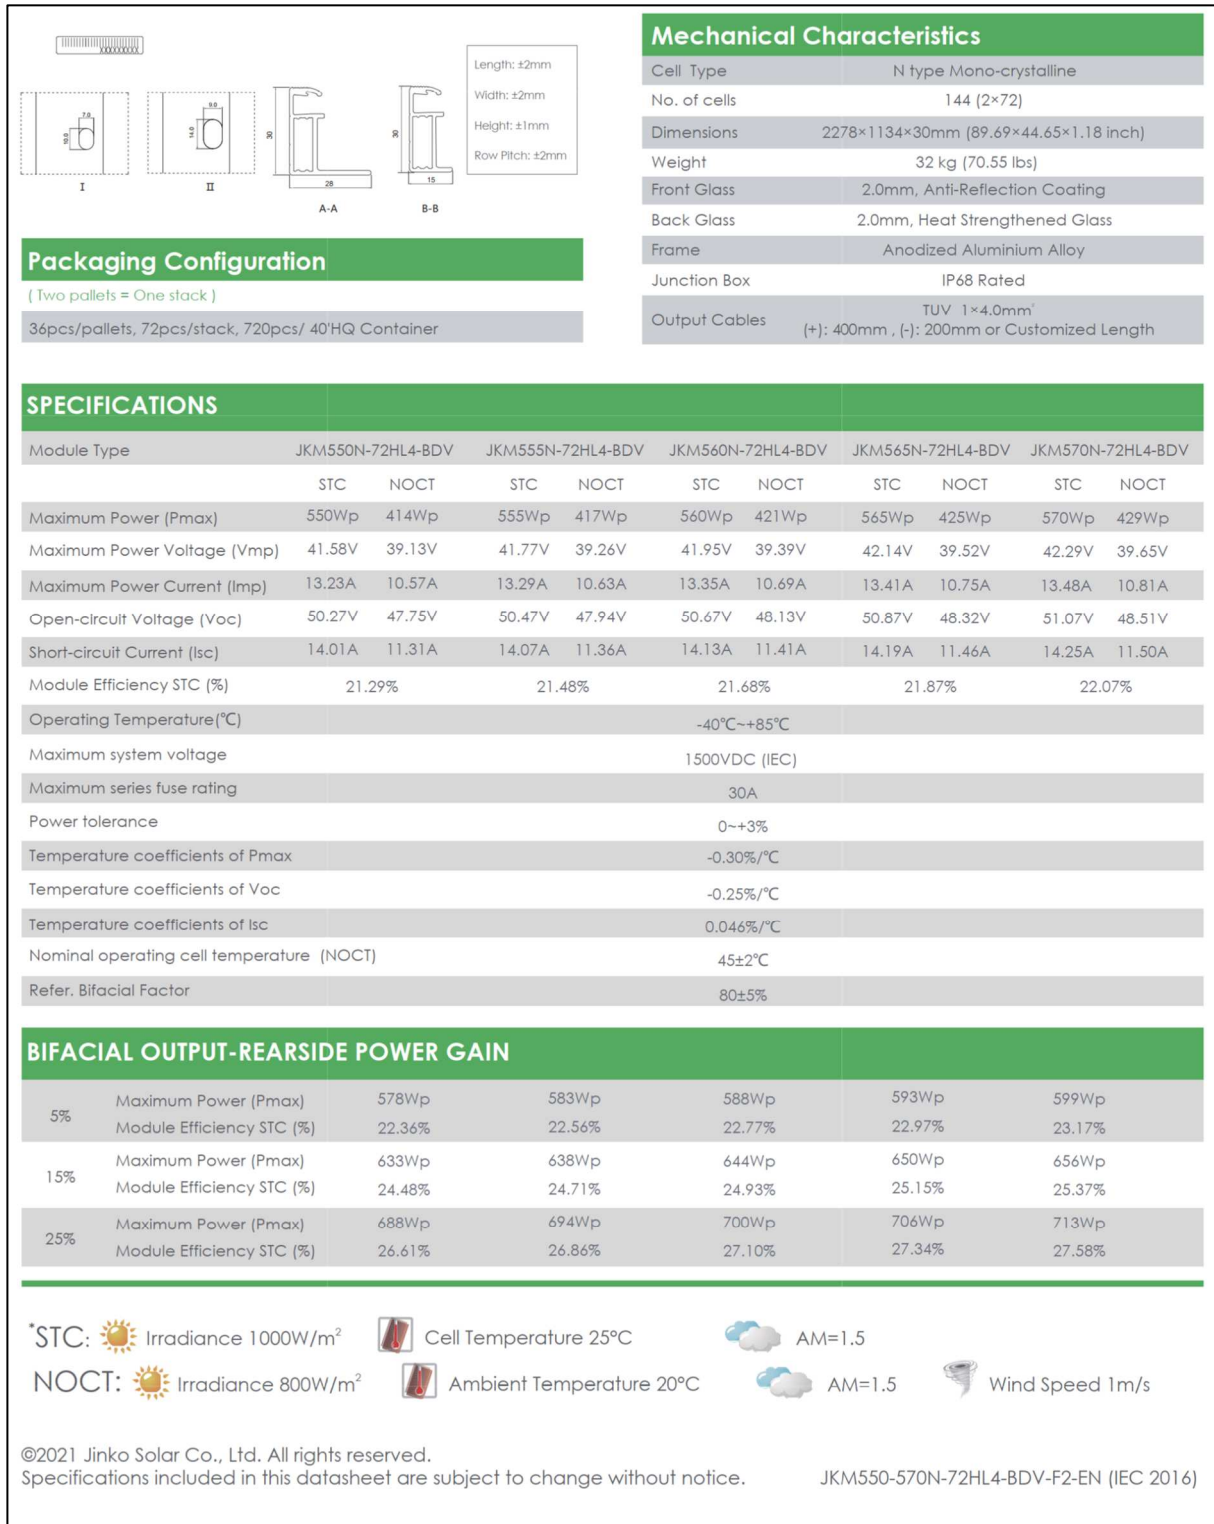 Length: ±2mm
Width: ±2mm
Height: ±1mm
Row Pitch: ±2mm
7.0
10.0
I
9.0
14.0
II
30
28
A-A
30
15
B-B
Packaging Configuration
( Two pallets = One stack )
36pcs/pallets, 72pcs/stack, 720pcs/ 40'HQ Container
Mechanical Characteristics
Cell Type N type Mono-crystalline
No. of cells 144 (2×72)
Dimensions 2278×1134×30mm (89.69×44.65×1.18 inch)
Weight 32 kg (70.55 lbs)
Front Glass 2.0mm, Anti-Reflection Coating
Back Glass 2.0mm, Heat Strengthened Glass
Frame Anodized Aluminium Alloy
Junction Box IP68 Rated
Output Cables TUV 1×4.0mm²
(+): 400mm , (-): 200mm or Customized Length
SPECIFICATIONS
Module Type JKM550N-72HL4-BDV JKM555N-72HL4-BDV JKM560N-72HL4-BDV JKM565N-72HL4-BDV JKM570N-72HL4-BDV
STC NOCT STC NOCT STC NOCT STC NOCT STC NOCT
Maximum Power (Pmax) 550Wp 414Wp 555Wp 417Wp 560Wp 421Wp 565Wp 425Wp 570Wp 429Wp
Maximum Power Voltage (Vmp) 41.58V 39.13V 41.77V 39.26V 41.95V 39.39V 42.14V 39.52V 42.29V 39.65V
Maximum Power Current (Imp) 13.23A 10.57A 13.29A 10.63A 13.35A 10.69A 13.41A 10.75A 13.48A 10.81A
Open-circuit Voltage (Voc) 50.27V 47.75V 50.47V 47.94V 50.67V 48.13V 50.87V 48.32V 51.07V 48.51V
Short-circuit Current (Isc) 14.01A 11.31A 14.07A 11.36A 14.13A 11.41A 14.19A 11.46A 14.25A 11.50A
Module Efficiency STC (%) 21.29% 21.48% 21.68% 21.87% 22.07%
Operating Temperature(℃) -40℃~+85℃
Maximum system voltage 1500VDC (IEC)
Maximum series fuse rating 30A
Power tolerance 0~+3%
Temperature coefficients of Pmax -0.30%/℃
Temperature coefficients of Voc -0.25%/℃
Temperature coefficients of Isc 0.046%/℃
Nominal operating cell temperature (NOCT) 45±2℃
Refer. Bifacial Factor 80±5%
BIFACIAL OUTPUT-REARSIDE POWER GAIN
5%
Maximum Power (Pmax) 578Wp 583Wp 588Wp 593Wp 599Wp
Module Efficiency STC (%) 22.36% 22.56% 22.77% 22.97% 23.17%
15%
Maximum Power (Pmax) 633Wp 638Wp 644Wp 650Wp 656Wp
Module Efficiency STC (%) 24.48% 24.71% 24.93% 25.15% 25.37%
25%
Maximum Power (Pmax) 688Wp 694Wp 700Wp 706Wp 713Wp
Module Efficiency STC (%) 26.61% 26.86% 27.10% 27.34% 27.58%
*STC: Irradiance 1000W/m² Cell Temperature 25°C AM=1.5
NOCT: Irradiance 800W/m² Ambient Temperature 20°C AM=1.5 Wind Speed 1m/s
©2021 Jinko Solar Co., Ltd. All rights reserved.
Specifications included in this datasheet are subject to change without notice. JKM550-570N-72HL4-BDV-F2-EN (IEC 2016)